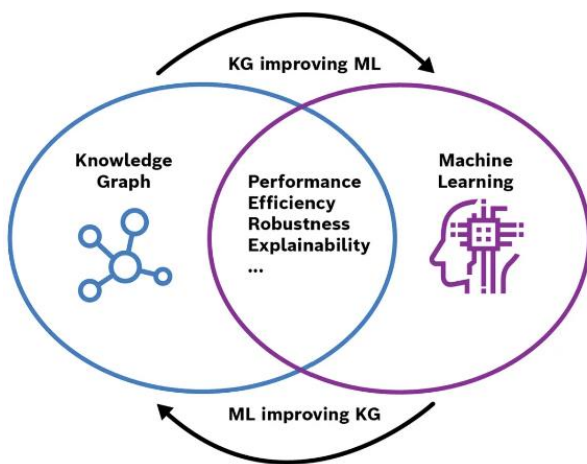 KG improving ML
Knowledge
Graph
Performance
Efficiency
Robustness
Explainability
...
Machine
Learning
ML improving KG